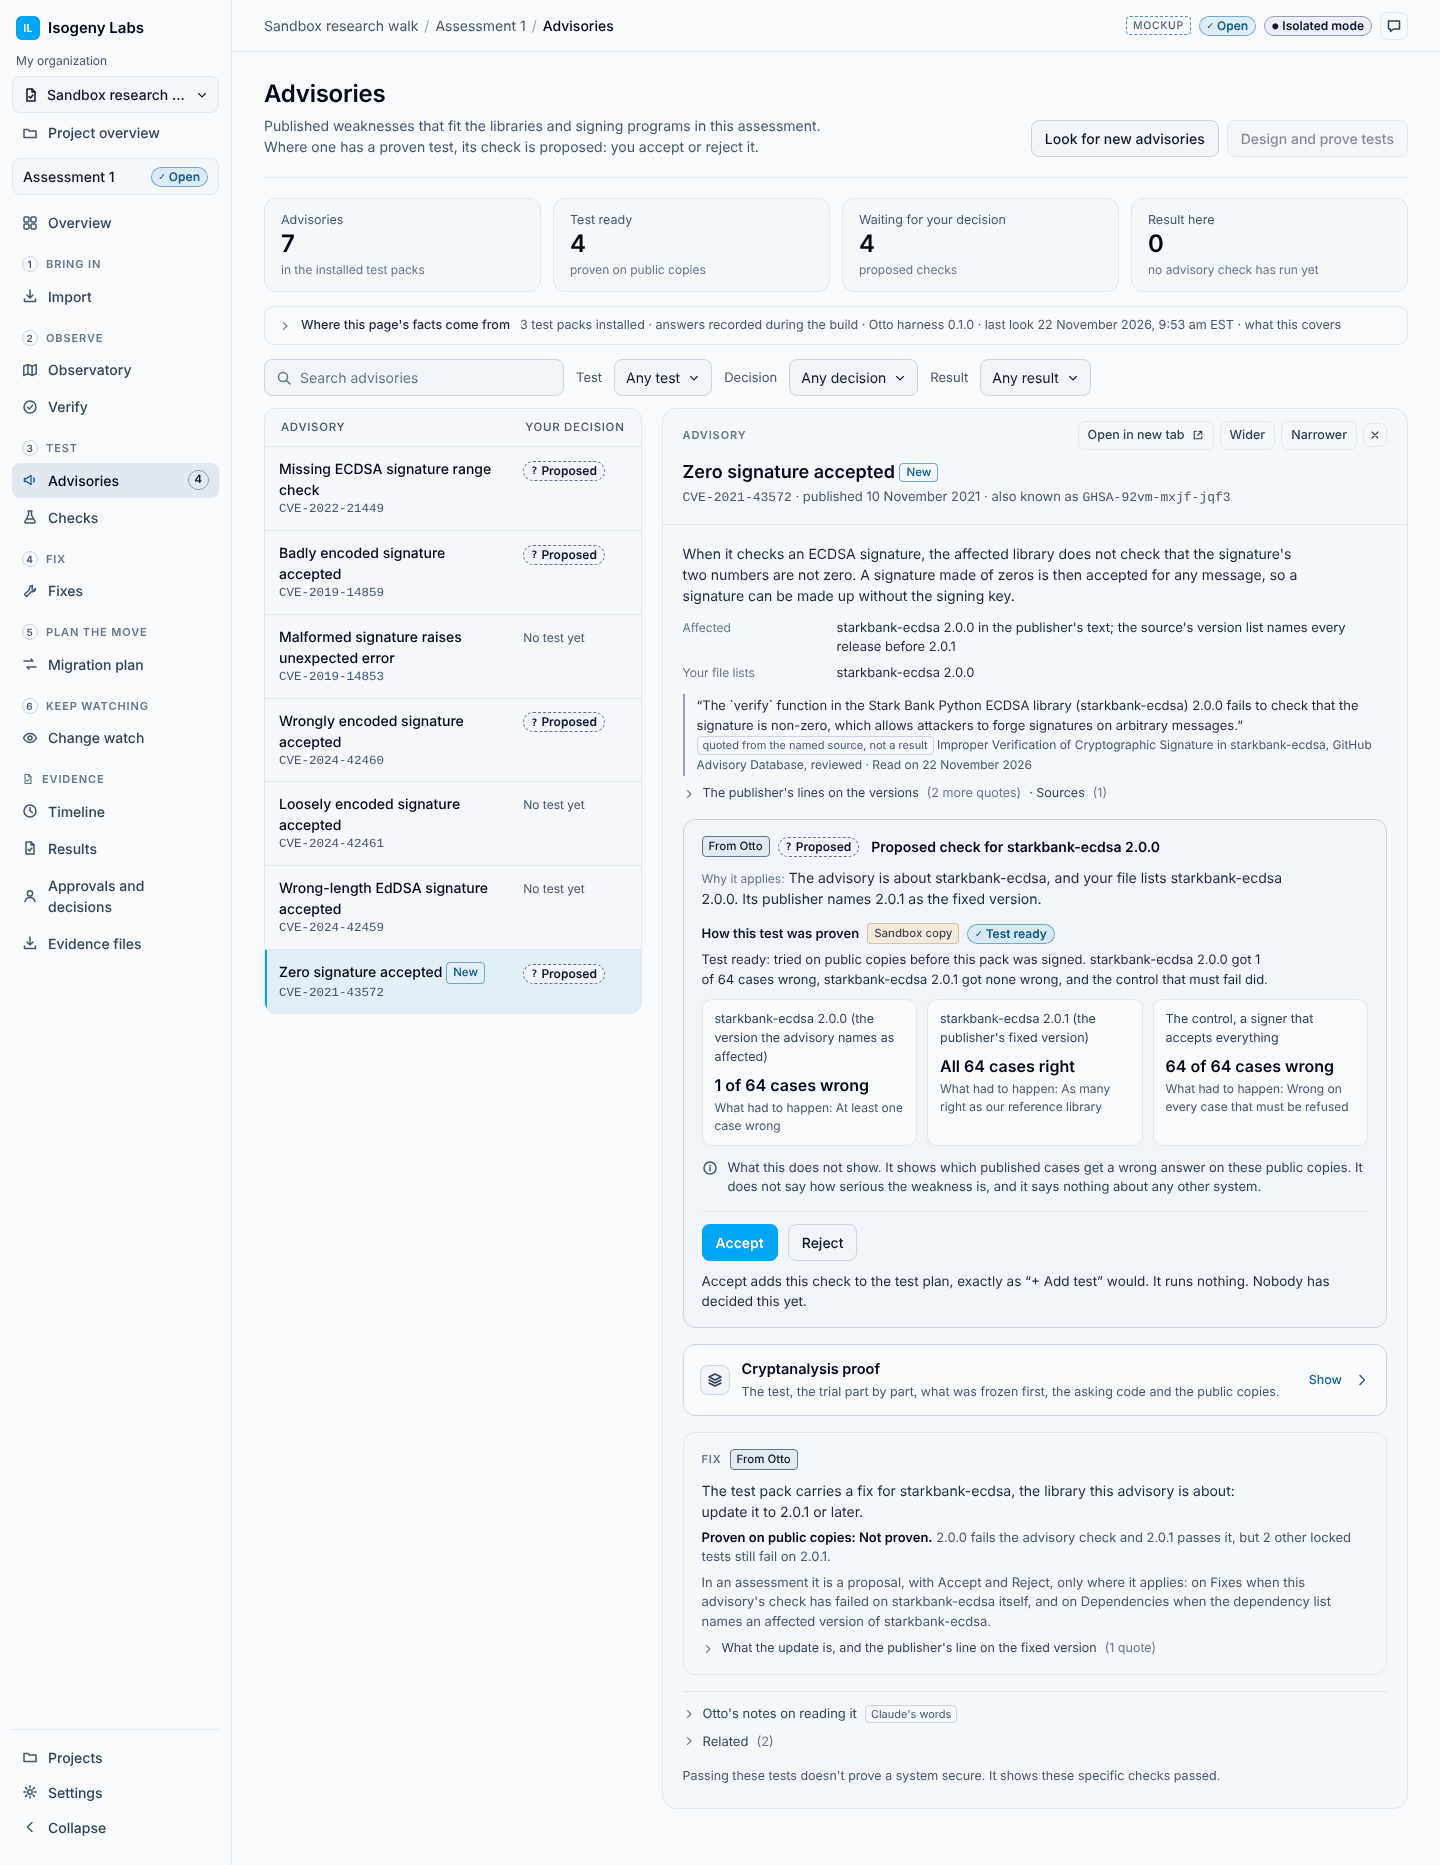 IL Isogeny Labs
My organization
Sandbox research ...
Project overview
Assessment 1 ✓ Open
Overview
1 BRING IN
Import
2 OBSERVE
Observatory
Verify
3 TEST
Advisories 4
Checks
4 FIX
Fixes
5 PLAN THE MOVE
Migration plan
6 KEEP WATCHING
Change watch
EVIDENCE
Timeline
Results
Approvals and
decisions
Evidence files
Projects
Settings
Collapse
Sandbox research walk / Assessment 1 / Advisories
MOCKUP ✓ Open Isolated mode
Advisories
Published weaknesses that fit the libraries and signing programs in this assessment.
Where one has a proven test, its check is proposed: you accept or reject it.
Look for new advisories Design and prove tests
Advisories
7
in the installed test packs
Test ready
4
proven on public copies
Waiting for your decision
4
proposed checks
Result here
0
no advisory check has run yet
Where this page's facts come from 3 test packs installed · answers recorded during the build · Otto harness 0.1.0 · last look 22 November 2026, 9:53 am EST · what this covers
Search advisories Test Any test Decision Any decision Result Any result
ADVISORY YOUR DECISION
Missing ECDSA signature range ? Proposed
check
CVE-2022-21449
Badly encoded signature ? Proposed
accepted
CVE-2019-14859
Malformed signature raises No test yet
unexpected error
CVE-2019-14853
Wrongly encoded signature ? Proposed
accepted
CVE-2024-42460
Loosely encoded signature No test yet
accepted
CVE-2024-42461
Wrong-length EdDSA signature No test yet
accepted
CVE-2024-42459
Zero signature accepted New ? Proposed
CVE-2021-43572
ADVISORY Open in new tab Wider Narrower ×
Zero signature accepted New
CVE-2021-43572 · published 10 November 2021 · also known as GHSA-92vm-mxjf-jqf3
When it checks an ECDSA signature, the affected library does not check that the signature's
two numbers are not zero. A signature made of zeros is then accepted for any message, so a
signature can be made up without the signing key.
Affected starkbank-ecdsa 2.0.0 in the publisher's text; the source's version list names every
release before 2.0.1
Your file lists starkbank-ecdsa 2.0.0
“The `verify` function in the Stark Bank Python ECDSA library (starkbank-ecdsa) 2.0.0 fails to check that the
signature is non-zero, which allows attackers to forge signatures on arbitrary messages.”
quoted from the named source, not a result Improper Verification of Cryptographic Signature in starkbank-ecdsa, GitHub
Advisory Database, reviewed · Read on 22 November 2026
The publisher's lines on the versions (2 more quotes) · Sources (1)
From Otto ? Proposed Proposed check for starkbank-ecdsa 2.0.0
Why it applies: The advisory is about starkbank-ecdsa, and your file lists starkbank-ecdsa
2.0.0. Its publisher names 2.0.1 as the fixed version.
How this test was proven Sandbox copy ✓ Test ready
Test ready: tried on public copies before this pack was signed. starkbank-ecdsa 2.0.0 got 1
of 64 cases wrong, starkbank-ecdsa 2.0.1 got none wrong, and the control that must fail did.
starkbank-ecdsa 2.0.0 (the
version the advisory names as
affected)
1 of 64 cases wrong
What had to happen: At least one
case wrong
starkbank-ecdsa 2.0.1 (the
publisher's fixed version)
All 64 cases right
What had to happen: As many
right as our reference library
The control, a signer that
accepts everything
64 of 64 cases wrong
What had to happen: Wrong on
every case that must be refused
What this does not show. It shows which published cases get a wrong answer on these public copies. It
does not say how serious the weakness is, and it says nothing about any other system.
Accept Reject
Accept adds this check to the test plan, exactly as “+ Add test” would. It runs nothing. Nobody has
decided this yet.
Cryptanalysis proof
The test, the trial part by part, what was frozen first, the asking code and the public copies.
Show
FIX From Otto
The test pack carries a fix for starkbank-ecdsa, the library this advisory is about:
update it to 2.0.1 or later.
Proven on public copies: Not proven. 2.0.0 fails the advisory check and 2.0.1 passes it, but 2 other locked
tests still fail on 2.0.1.
In an assessment it is a proposal, with Accept and Reject, only where it applies: on Fixes when this
advisory's check has failed on starkbank-ecdsa itself, and on Dependencies when the dependency list
names an affected version of starkbank-ecdsa.
What the update is, and the publisher's line on the fixed version (1 quote)
Otto's notes on reading it Claude's words
Related (2)
Passing these tests doesn't prove a system secure. It shows these specific checks passed.